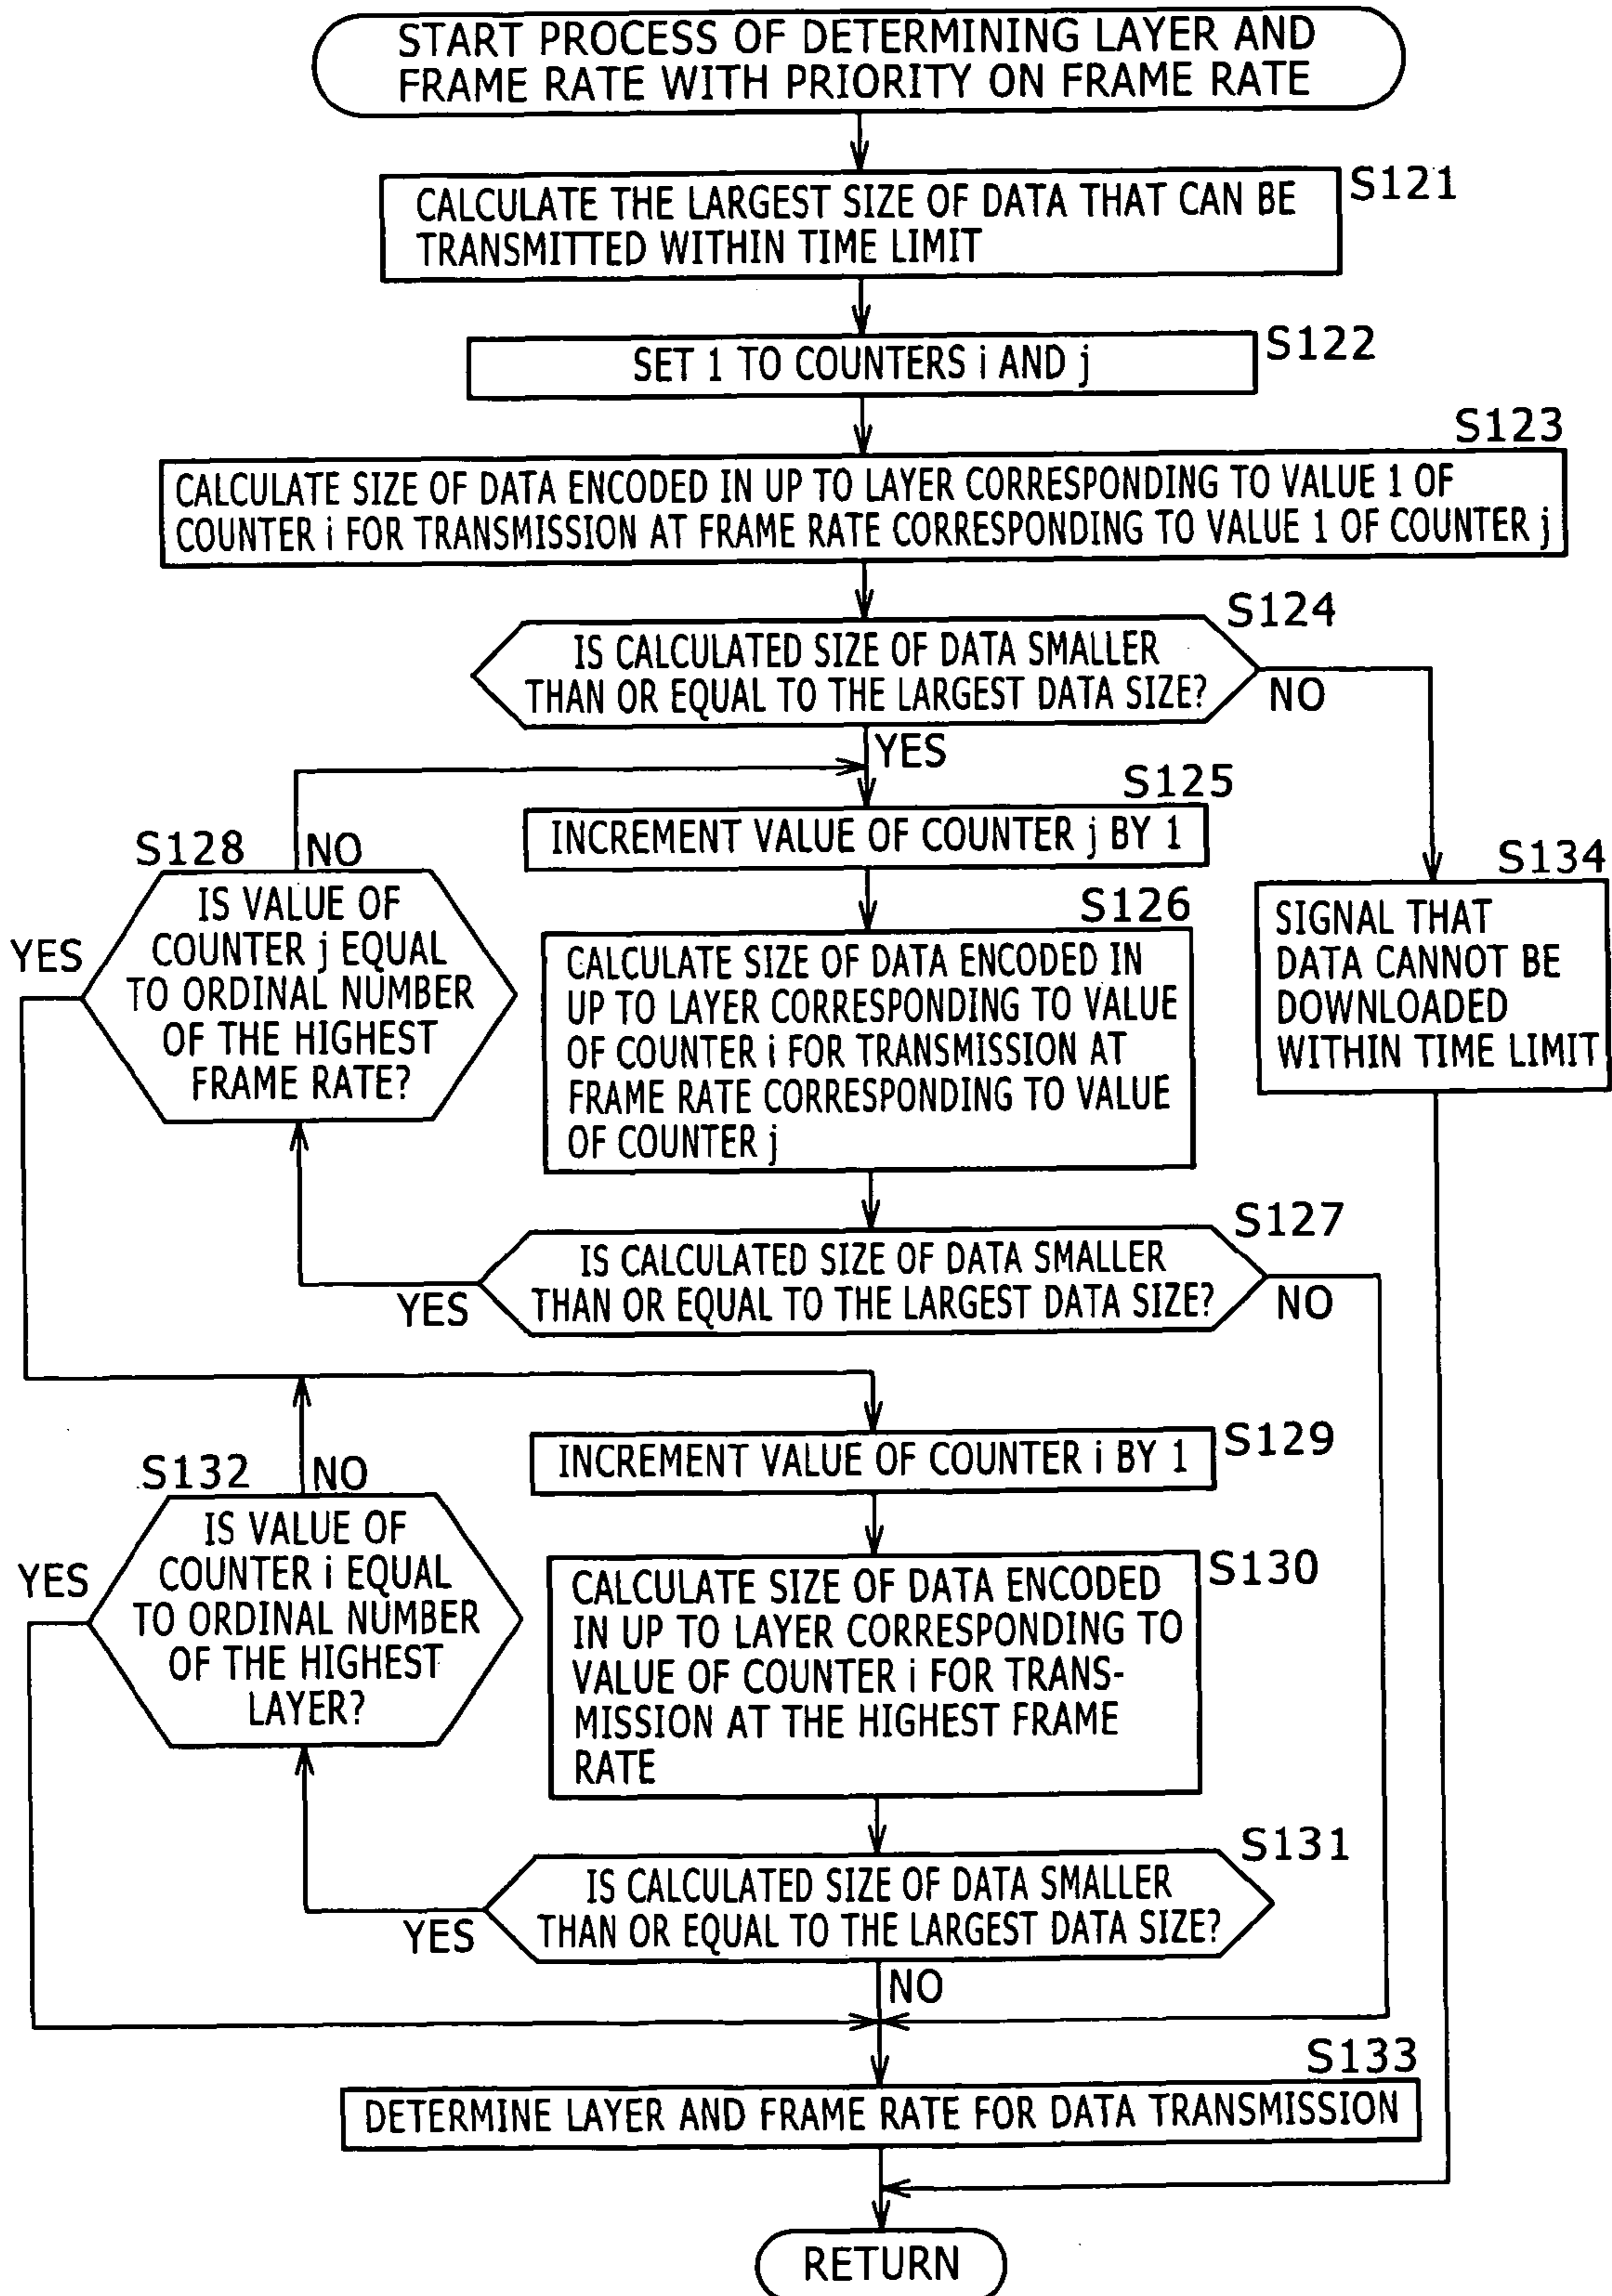 START PROCESS OF DETERMINING LAYER AND
FRAME RATE WITH PRIORITY ON FRAME RATE
S121
CALCULATE THE LARGEST SIZE OF DATA THAT CAN BE
TRANSMITTED WITHIN TIME LIMIT
S122
SET 1 TO COUNTERS i AND j
S123
CALCULATE SIZE OF DATA ENCODED IN UP TO LAYER CORRESPONDING TO VALUE 1 OF
COUNTER i FOR TRANSMISSION AT FRAME RATE CORRESPONDING TO VALUE 1 OF COUNTER j
S124
IS CALCULATED SIZE OF DATA SMALLER
THAN OR EQUAL TO THE LARGEST DATA SIZE?
NO
YES
S125
INCREMENT VALUE OF COUNTER j BY 1
S128
NO
IS VALUE OF
COUNTER j EQUAL
TO ORDINAL NUMBER
OF THE HIGHEST
FRAME RATE?
YES
S126
CALCULATE SIZE OF DATA ENCODED IN
UP TO LAYER CORRESPONDING TO VALUE
OF COUNTER i FOR TRANSMISSION AT
FRAME RATE CORRESPONDING TO VALUE
OF COUNTER j
S134
SIGNAL THAT
DATA CANNOT BE
DOWNLOADED
WITHIN TIME LIMIT
S127
IS CALCULATED SIZE OF DATA SMALLER
THAN OR EQUAL TO THE LARGEST DATA SIZE?
YES
NO
S129
INCREMENT VALUE OF COUNTER i BY 1
S132
NO
IS VALUE OF
COUNTER i EQUAL
TO ORDINAL NUMBER
OF THE HIGHEST
LAYER?
YES
S130
CALCULATE SIZE OF DATA ENCODED
IN UP TO LAYER CORRESPONDING TO
VALUE OF COUNTER i FOR TRANS-
MISSION AT THE HIGHEST FRAME
RATE
S131
IS CALCULATED SIZE OF DATA SMALLER
THAN OR EQUAL TO THE LARGEST DATA SIZE?
YES
NO
S133
DETERMINE LAYER AND FRAME RATE FOR DATA TRANSMISSION
RETURN